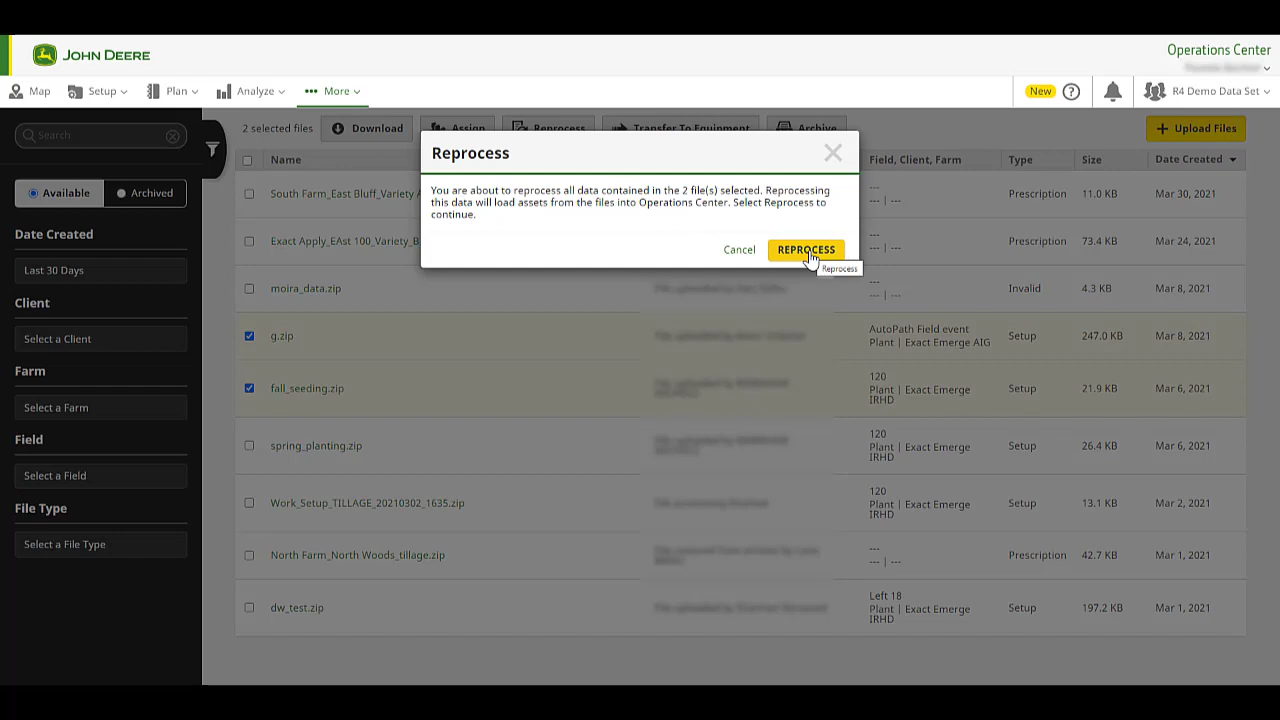 JOHN DEERE
Operations Center
Map
Setup
Plan
Analyze
More
New
R4 Demo Data Set
Search
Available
Archived
Date Created
Last 30 Days
Client
Select a Client
Farm
Select a Farm
Field
Select a Field
File Type
Select a File Type
2 selected files
Download
Assign
Reprocess
Transfer To Equipment
Archive
Upload Files
Name
Field, Client, Farm
Type
Size
Date Created
South Farm_East Bluff_Variety A
---
--- | ---
Prescription
11.0 KB
Mar 30, 2021
Exact Apply_EAst 100_Variety_B
---
--- | ---
Prescription
73.4 KB
Mar 24, 2021
moira_data.zip
---
--- | ---
Invalid
4.3 KB
Mar 8, 2021
g.zip
AutoPath Field event
Plant | Exact Emerge AIG
Setup
247.0 KB
Mar 8, 2021
fall_seeding.zip
120
Plant | Exact Emerge
IRHD
Setup
21.9 KB
Mar 6, 2021
spring_planting.zip
120
Plant | Exact Emerge
IRHD
Setup
26.4 KB
Mar 6, 2021
Work_Setup_TILLAGE_20210302_1635.zip
120
Plant | Exact Emerge
IRHD
Setup
13.1 KB
Mar 2, 2021
North Farm_North Woods_tillage.zip
---
--- | ---
Prescription
42.7 KB
Mar 1, 2021
dw_test.zip
Left 18
Plant | Exact Emerge
IRHD
Setup
197.2 KB
Mar 1, 2021
Reprocess
You are about to reprocess all data contained in the 2 file(s) selected. Reprocessing
this data will load assets from the files into Operations Center. Select Reprocess to
continue.
Cancel
REPROCESS
Reprocess